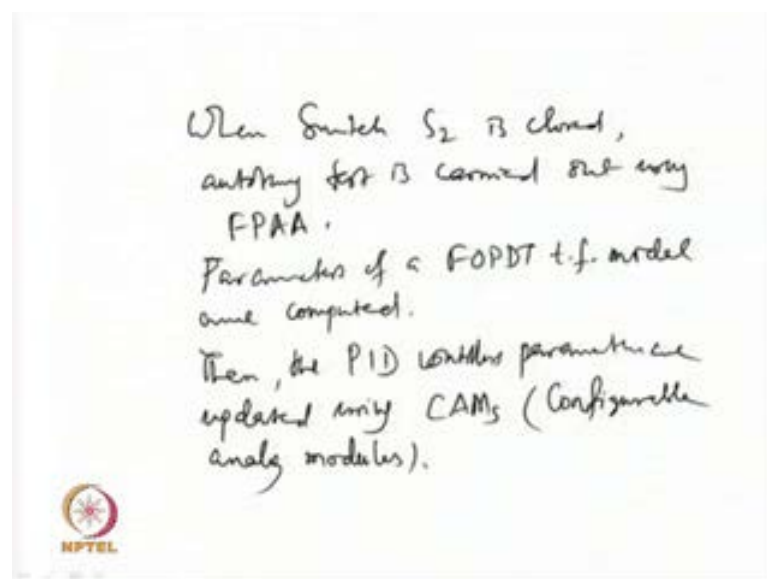 When Switch S2 is closed,
autotuning test is carried out using
FPAA.
Parameters of a FOPDT t.f. model
are computed.
Then, the PID controllers parameters are
updated using CAMs (Configurable
analog modules).
NPTEL